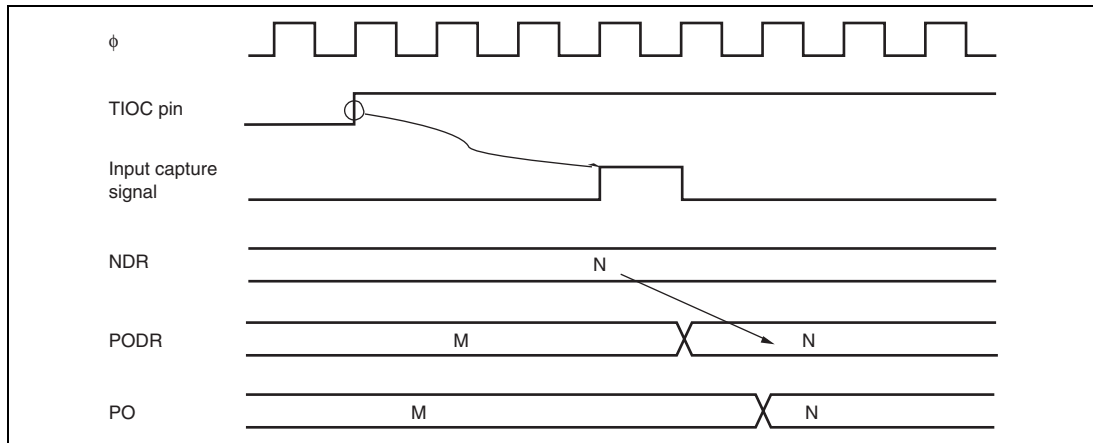 ϕ
TIOC pin
Input capture
signal
NDR
N
PODR
M
N
PO
M
N